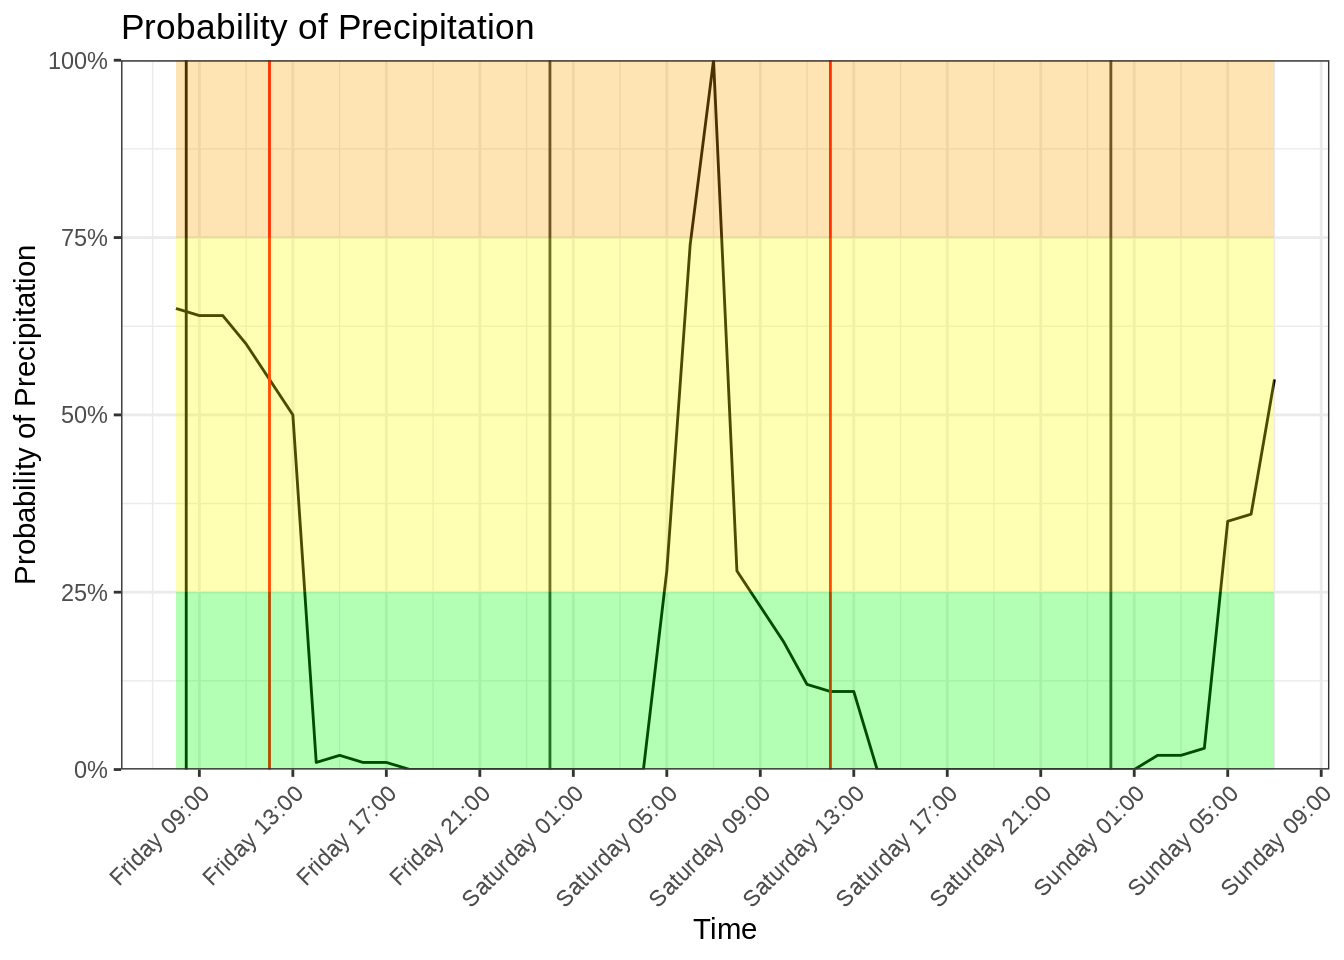 Probability of Precipitation
Probability of Precipitation
100%
75%
50%
25%
0%
Friday 09:00
Friday 13:00
Friday 17:00
Friday 21:00
Saturday 01:00
Saturday 05:00
Saturday 09:00
Saturday 13:00
Saturday 17:00
Saturday 21:00
Sunday 01:00
Sunday 05:00
Sunday 09:00
Time